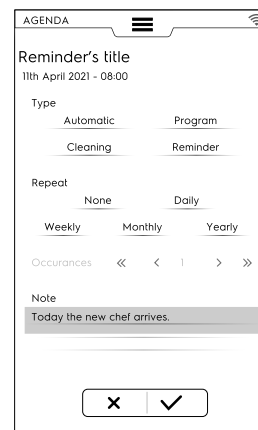 AGENDA
Reminder's title
11th April 2021 - 08:00
Type
Automatic Program
Cleaning Reminder
Repeat
None Daily
Weekly Monthly Yearly
Occurances « < 1 > »
Note
Today the new chef arrives.